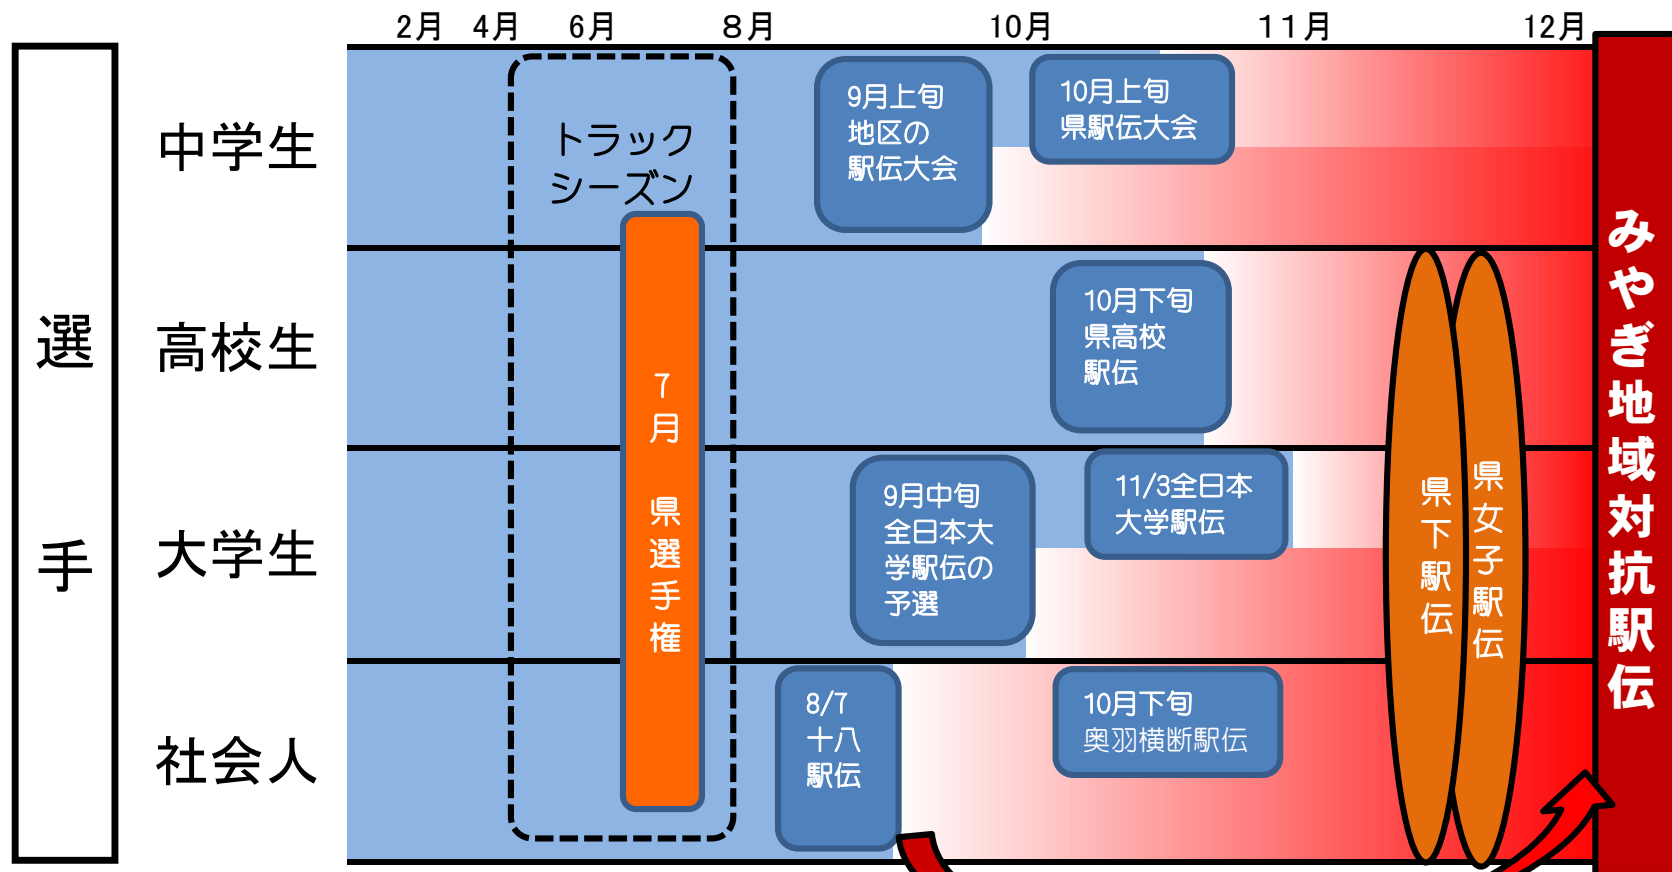 2月 4月 6月 8月 10月 11月 12月
選手
中学生
トラック
シーズン
9月上旬
地区の
駅伝大会
10月上旬
県駅伝大会
高校生
7月 県選手権
10月下旬
県高校
駅伝
県下駅伝
県女子駅伝
大学生
9月中旬
全日本大
学駅伝の
予選
11/3全日本
大学駅伝
社会人
8/7
十八
駅伝
10月下旬
奥羽横断駅伝
みやぎ地域対抗駅伝